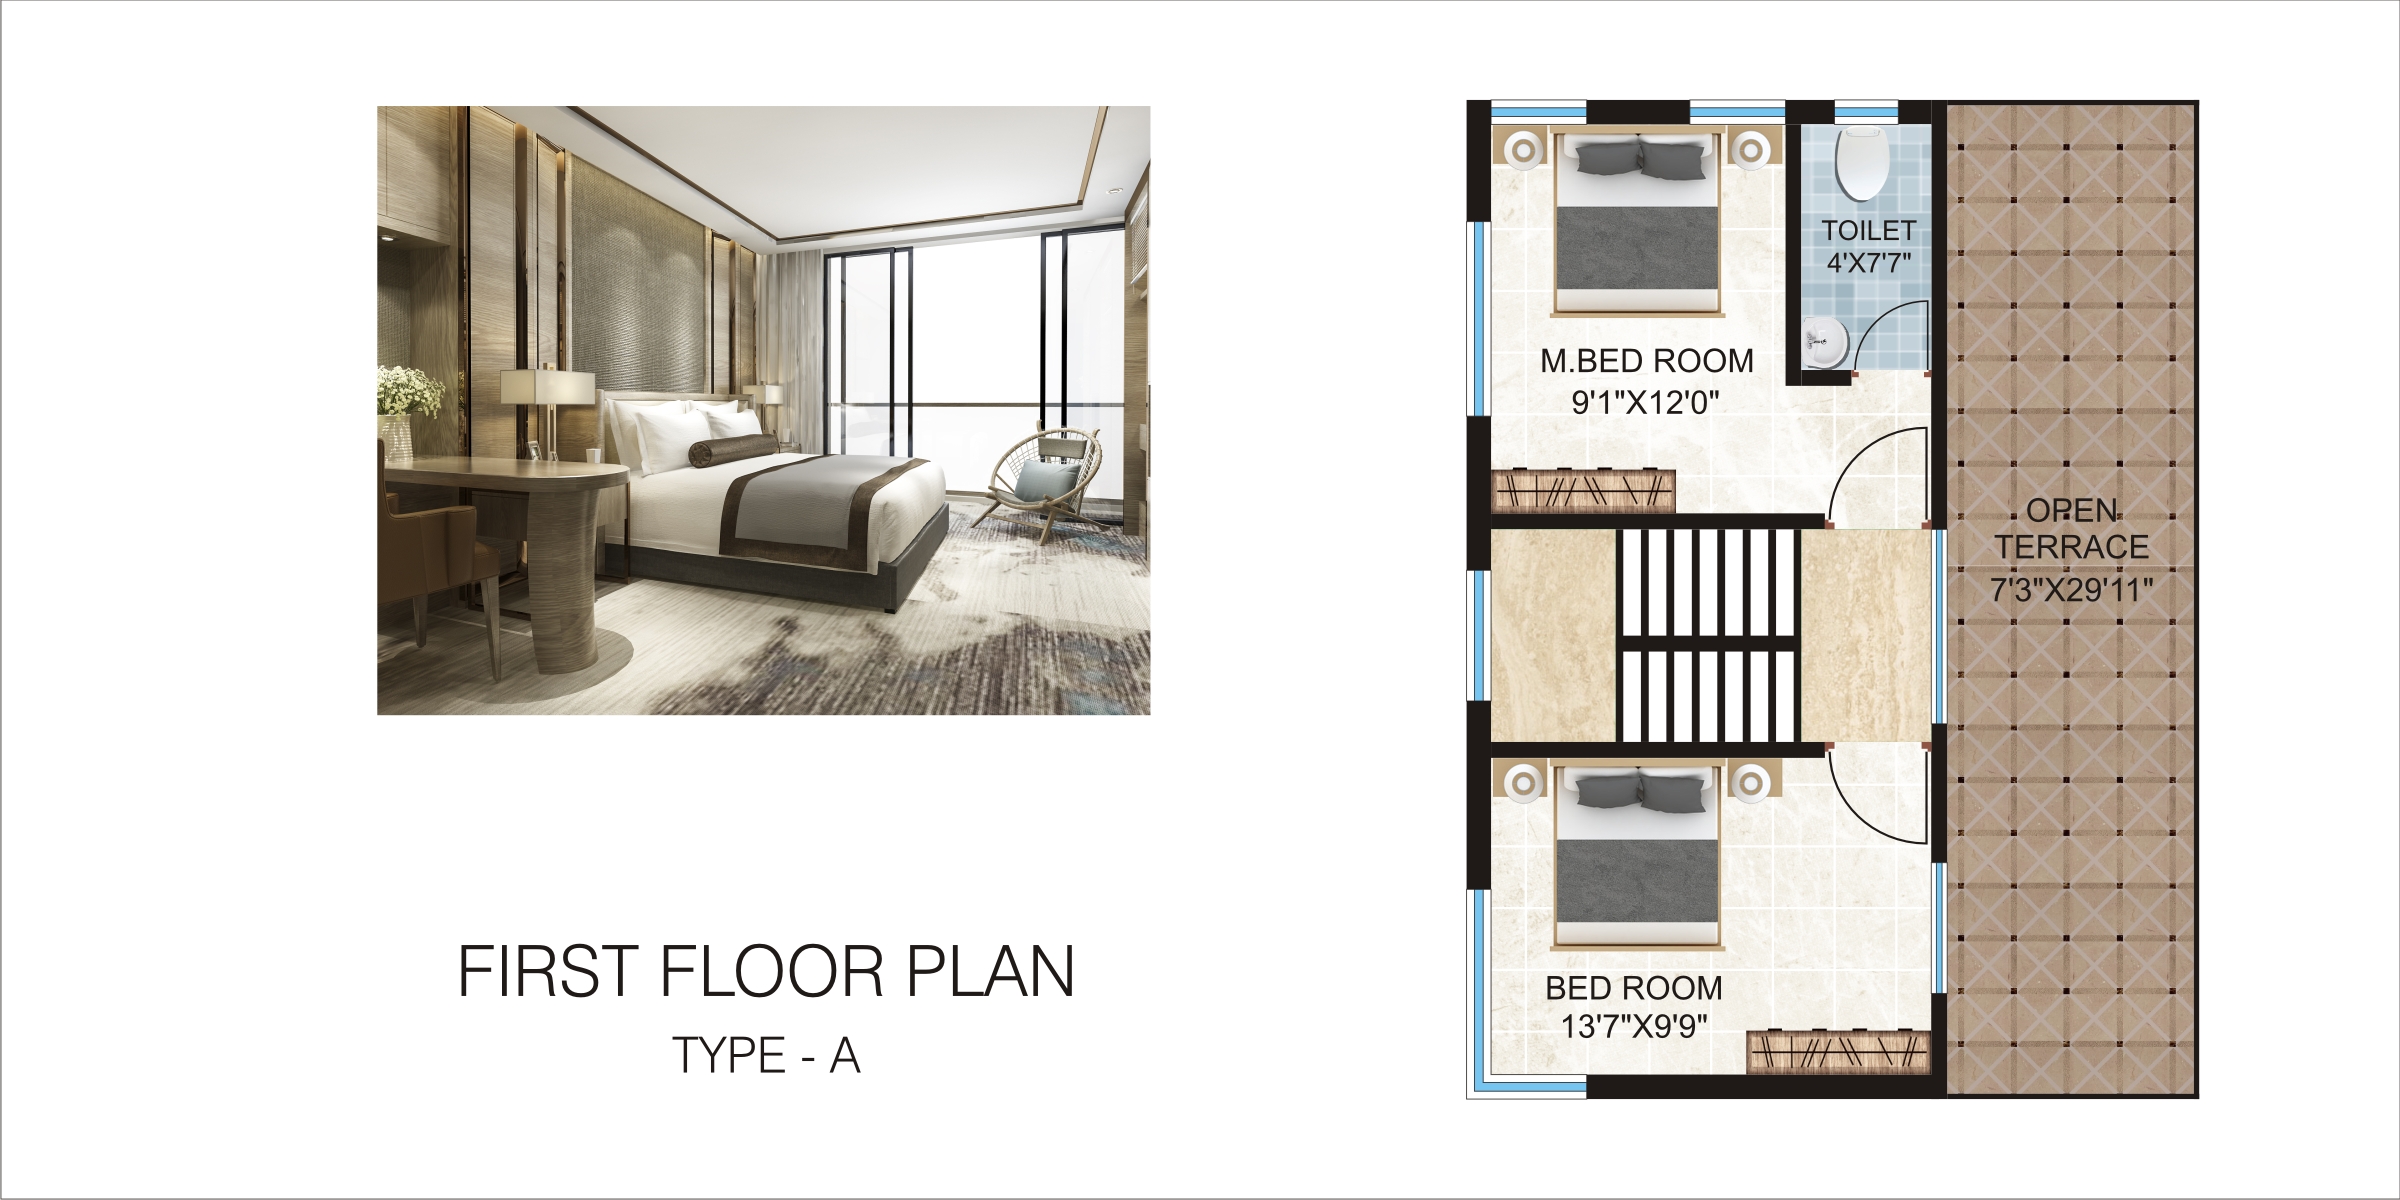 FIRST FLOOR PLAN
TYPE - A
M.BED ROOM
9'1"X12'0"
TOILET
4'X7'7"
OPEN
TERRACE
7'3"X29'11"
BED ROOM
13'7"X9'9"